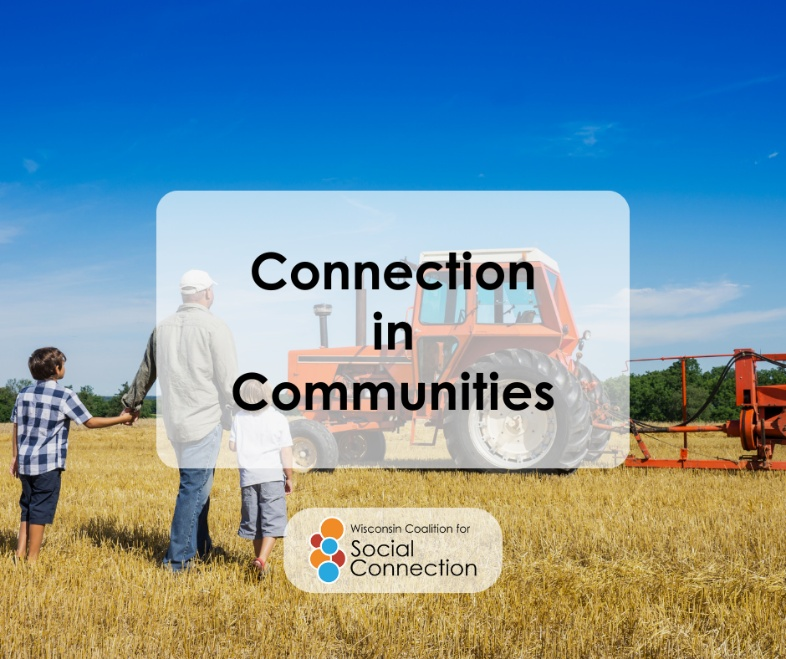 Connection
in
Communities
Wisconsin Coalition for
Social
Connection